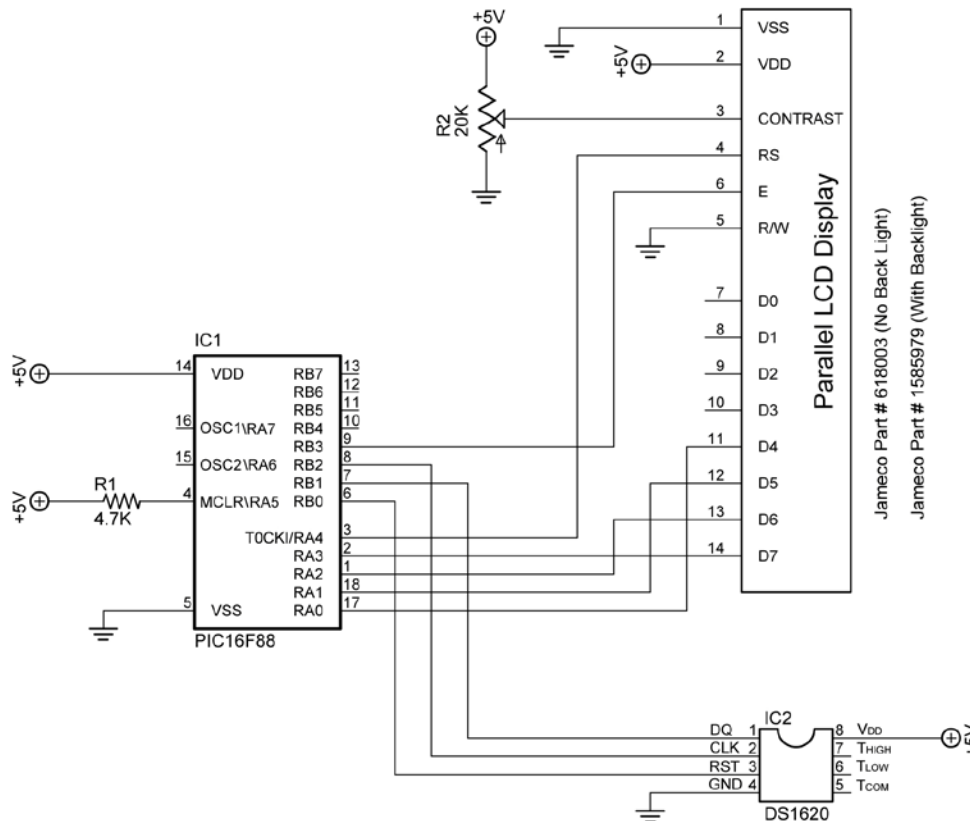 +5V
R2
20K
+5V
1 VSS
2 VDD
3 CONTRAST
4 RS
6 E
5 R/W
7 D0
8 D1
9 D2
10 D3
11 D4
12 D5
13 D6
14 D7
Parallel LCD Display
Jameco Part # 618003 (No Back Light)
Jameco Part # 1585979 (With Backlight)
IC1
+5V
14 VDD RB7 13
RB6 12
RB5 11
16 OSC1\RA7 RB4 10
RB3 9
15 OSC2\RA6 RB2 8
RB1 7
+5V
R1
4.7K
4 MCLR\RA5 RB0 6
T0CKI/RA4 3
RA3 2
RA2 1
RA1 18
5 VSS RA0 17
PIC16F88
IC2
DQ 1 8 VDD
+5V
CLK 2 7 THIGH
RST 3 6 TLOW
GND 4 5 TCOM
DS1620